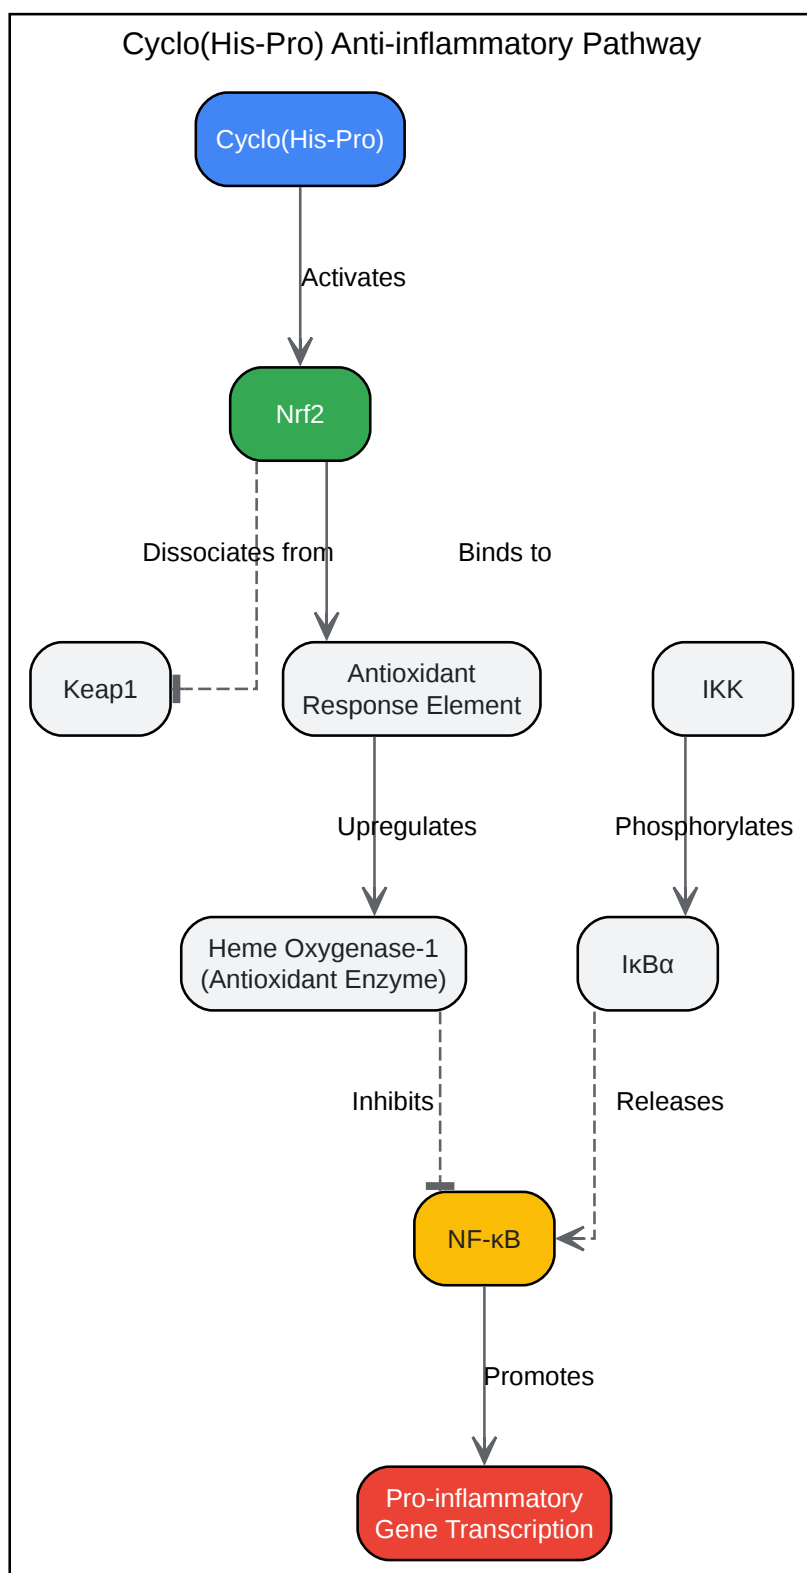 Cyclo(His-Pro) Anti-inflammatory Pathway
Cyclo(His-Pro)
Activates
Nrf2
Dissociates from
Binds to
Keap1
Antioxidant
Response Element
IKK
Upregulates
Phosphorylates
Heme Oxygenase-1
(Antioxidant Enzyme)
IκBα
Inhibits
Releases
NF-κB
Promotes
Pro-inflammatory
Gene Transcription